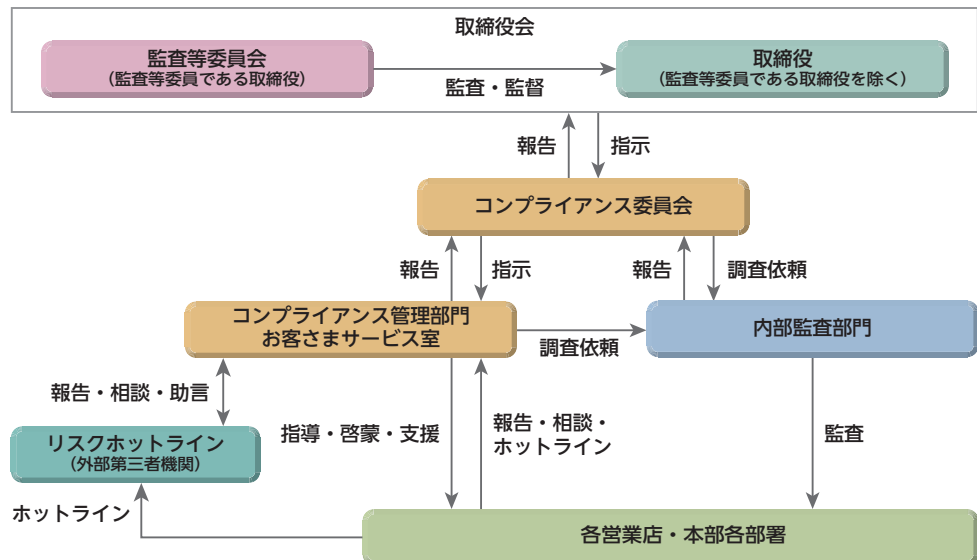 取締役会
監査等委員会
(監査等委員である取締役)
監査・監督
取締役
(監査等委員である取締役を除く)
報告
指示
コンプライアンス委員会
報告
指示
報告
調査依頼
コンプライアンス管理部門
お客さまサービス室
調査依頼
内部監査部門
報告・相談・助言
指導・啓蒙・支援
報告・相談・
ホットライン
監査
リスクホットライン
(外部第三者機関)
ホットライン
各営業店・本部各部署